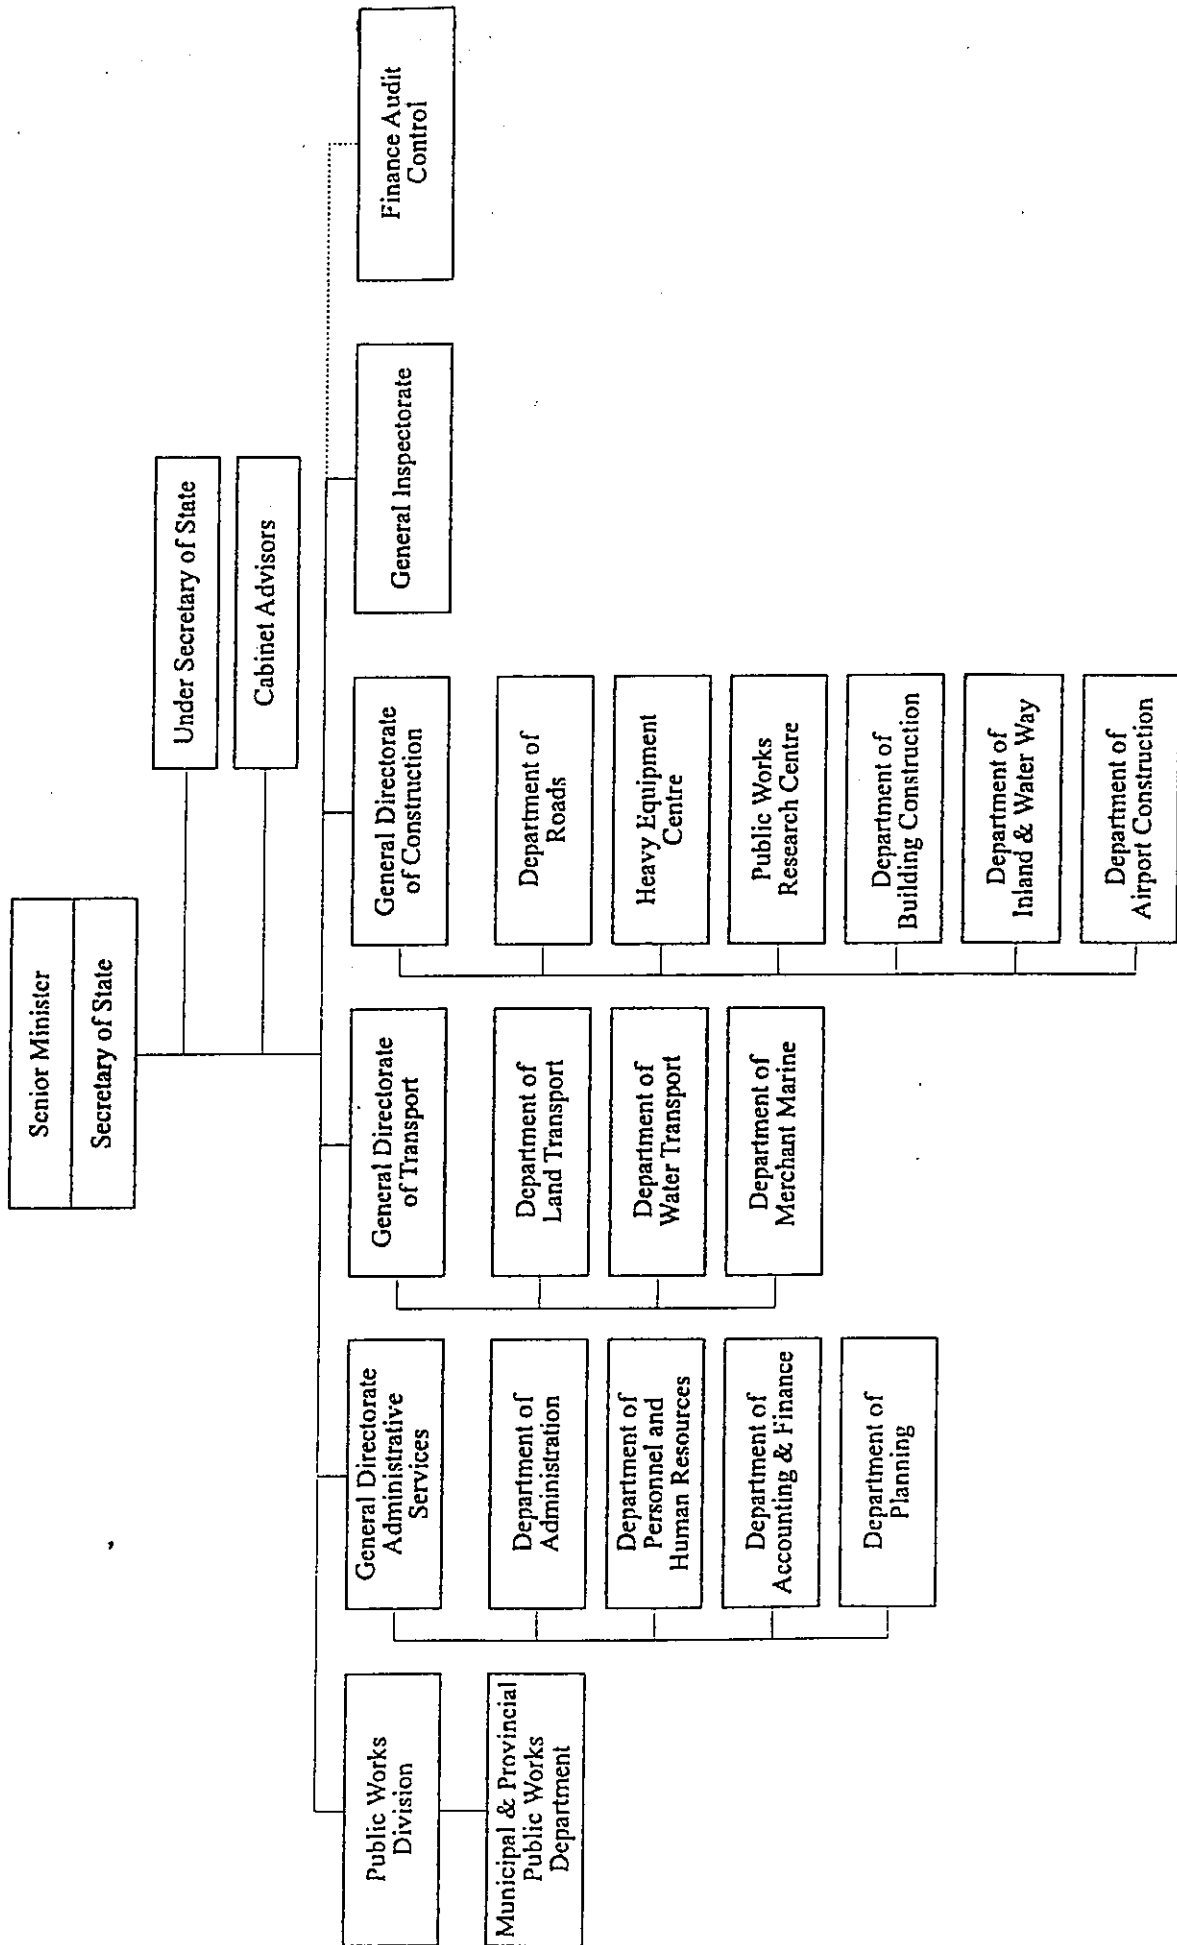 Senior Minister
Secretary of State
Under Secretary of State
Cabinet Advisors
Public Works
Division
General Directorate
Administrative
Services
General Directorate
of Transport
General Directorate
of Construction
General Inspectorate
Finance Audit
Control
Municipal & Provincial
Public Works
Department
Department of
Administration
Department of
Personnel and
Human Resources
Department of
Accounting & Finance
Department of
Planning
Department of
Land Transport
Department of
Water Transport
Department of
Merchant Marine
Department of
Roads
Heavy Equipment
Centre
Public Works
Research Centre
Department of
Building Construction
Department of
Inland & Water Way
Department of
Airport Construction